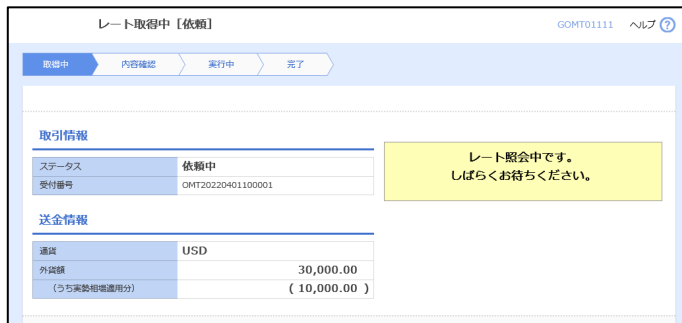 レート取得中［依頼］
GOMT01111 ヘルプ ?
取得中 内容確認 実行中 完了
取引情報
ステータス 依頼中
受付番号 OMT20220401100001
レート照会中です。
しばらくお待ちください。
送金情報
通貨 USD
外貨額 30,000.00
（うち実勢相場適用分） ( 10,000.00 )